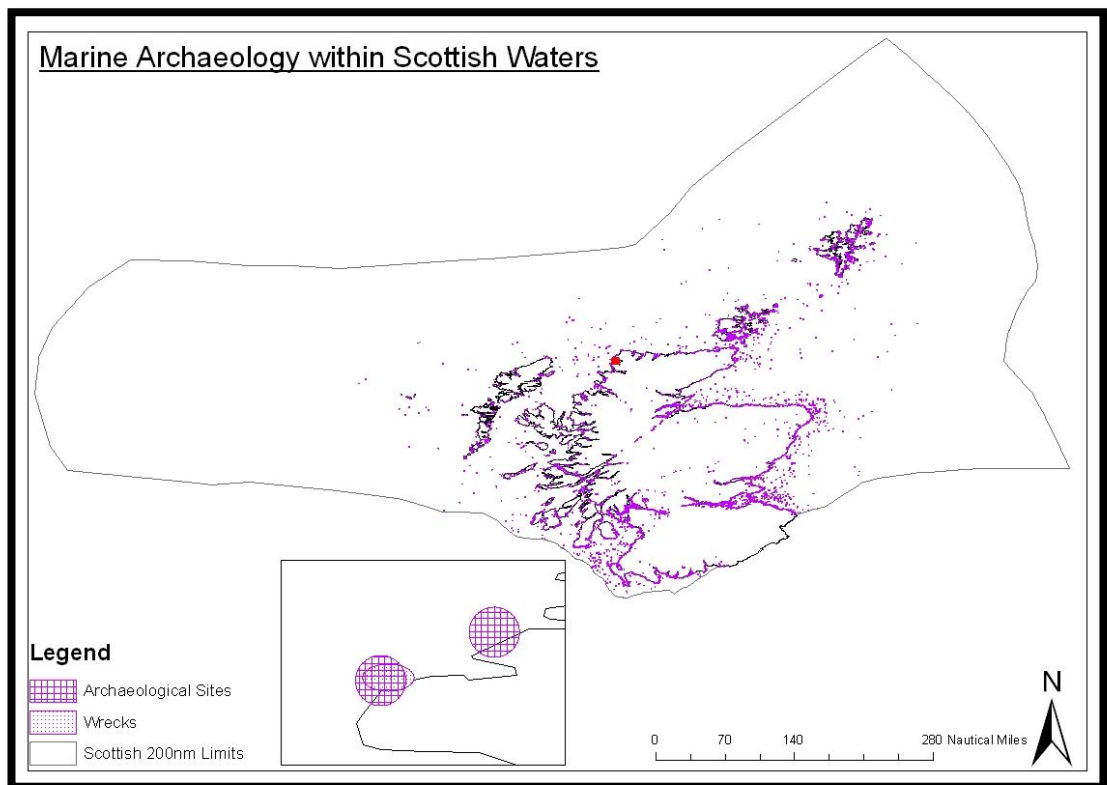 Marine Archaeology within Scottish Waters
Legend
Archaeological Sites
Wrecks
Scottish 200nm Limits
0 70 140 280 Nautical Miles
N